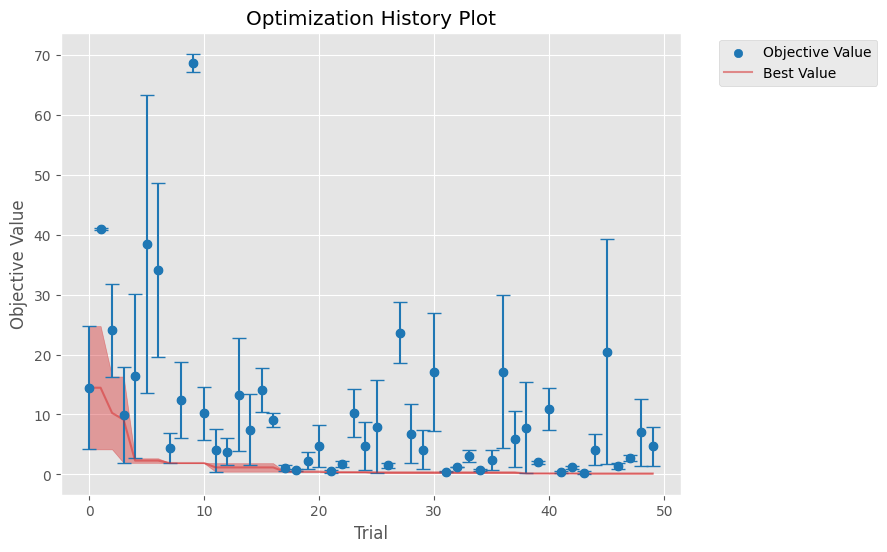 Optimization History Plot
Objective Value
Best Value
Objective Value
70
60
50
40
30
20
10
0
0 10 20 30 40 50
Trial